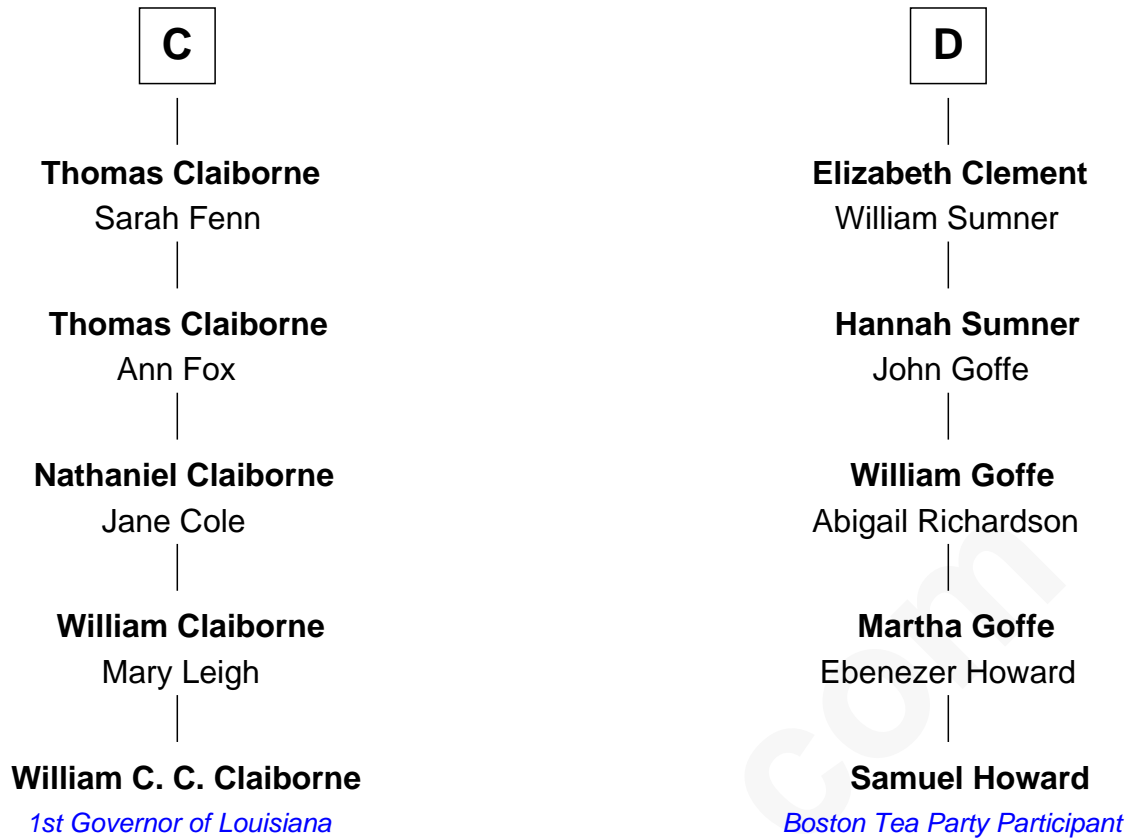 C
Thomas Claiborne
Sarah Fenn
Thomas Claiborne
Ann Fox
Nathaniel Claiborne
Jane Cole
William Claiborne
Mary Leigh
William C. C. Claiborne
1st Governor of Louisiana
D
Elizabeth Clement
William Sumner
Hannah Sumner
John Goffe
William Goffe
Abigail Richardson
Martha Goffe
Ebenezer Howard
Samuel Howard
Boston Tea Party Participant
com